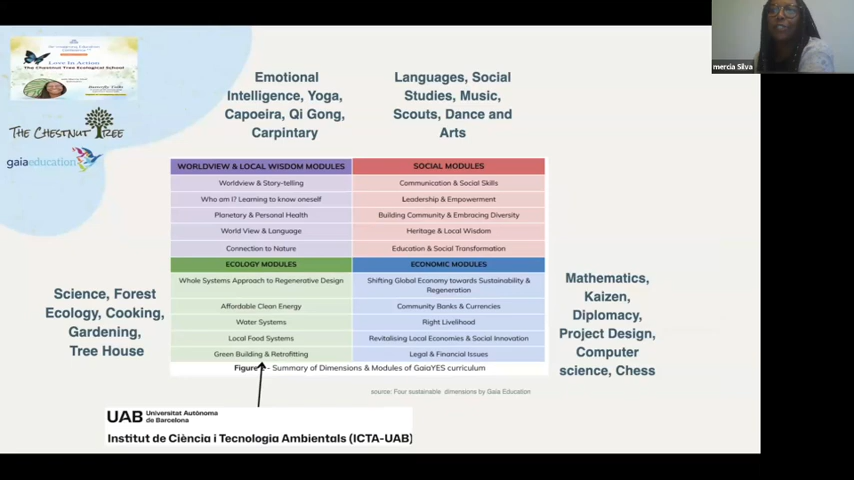 mercia Silva
Love In Action
The Chestnut Tree Ecological School
Butterfly Talks
THE CHESTNUT TREE
gaiaeducation
Emotional
Intelligence, Yoga,
Capoeira, Qi Gong,
Carpintary
Languages, Social
Studies, Music,
Scouts, Dance and
Arts
WORLDVIEW & LOCAL WISDOM MODULES
Worldview & Story-telling
Who am I? Learning to know oneself
Planetary & Personal Health
World View & Language
Connection to Nature
SOCIAL MODULES
Communication & Social Skills
Leadership & Empowerment
Building Community & Embracing Diversity
Heritage & Local Wisdom
Education & Social Transformation
ECOLOGY MODULES
Whole Systems Approach to Regenerative Design
Affordable Clean Energy
Water Systems
Local Food Systems
Green Building & Retrofitting
ECONOMIC MODULES
Shifting Global Economy towards Sustainability &
Regeneration
Community Banks & Currencies
Right Livelihood
Revitalising Local Economies & Social Innovation
Legal & Financial Issues
Figure - Summary of Dimensions & Modules of GaiaYES curriculum
source: Four sustainable dimensions by Gaia Education
Science, Forest
Ecology, Cooking,
Gardening,
Tree House
Mathematics,
Kaizen,
Diplomacy,
Project Design,
Computer
science, Chess
UAB Universitat Autònoma
de Barcelona
Institut de Ciència i Tecnologia Ambientals (ICTA-UAB)